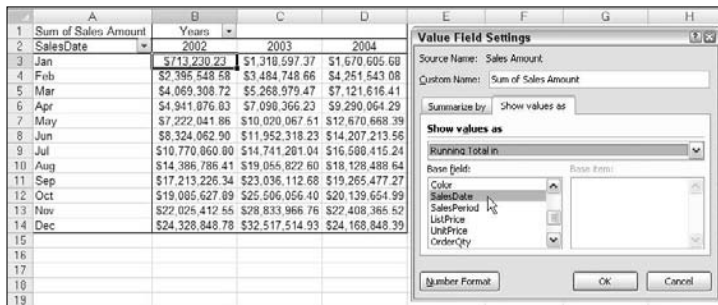 A B C D E F G H
1 Sum of Sales Amount Years
2 SalesDate 2002 2003 2004
3 Jan $713,230.23 $1,318,597.37 $1,670,605.68
4 Feb $2,395,548.58 $3,484,748.66 $4,251,543.08
5 Mar $4,069,308.72 $5,268,979.47 $7,121,616.41
6 Apr $4,941,876.83 $7,098,366.23 $9,290,064.29
7 May $7,222,041.86 $10,020,067.51 $12,670,668.39
8 Jun $8,324,062.90 $11,952,318.23 $14,207,213.56
9 Jul $10,770,860.80 $14,741,281.04 $16,588,415.24
10 Aug $14,386,786.41 $19,055,822.60 $18,128,488.64
11 Sep $17,213,226.34 $23,036,112.68 $19,265,477.27
12 Oct $19,085,627.89 $25,506,056.40 $20,139,654.99
13 Nov $22,025,412.55 $28,833,966.76 $22,408,365.52
14 Dec $24,328,848.78 $32,517,514.93 $24,168,848.39
15
16
17
18
19
Value Field Settings
Source Name: Sales Amount
Custom Name: Sum of Sales Amount
Summarize by Show values as
Show values as
Running Total in
Base field: Base item:
Color
SalesDate
SalesPeriod
ListPrice
UnitPrice
OrderQty
Number Format OK Cancel